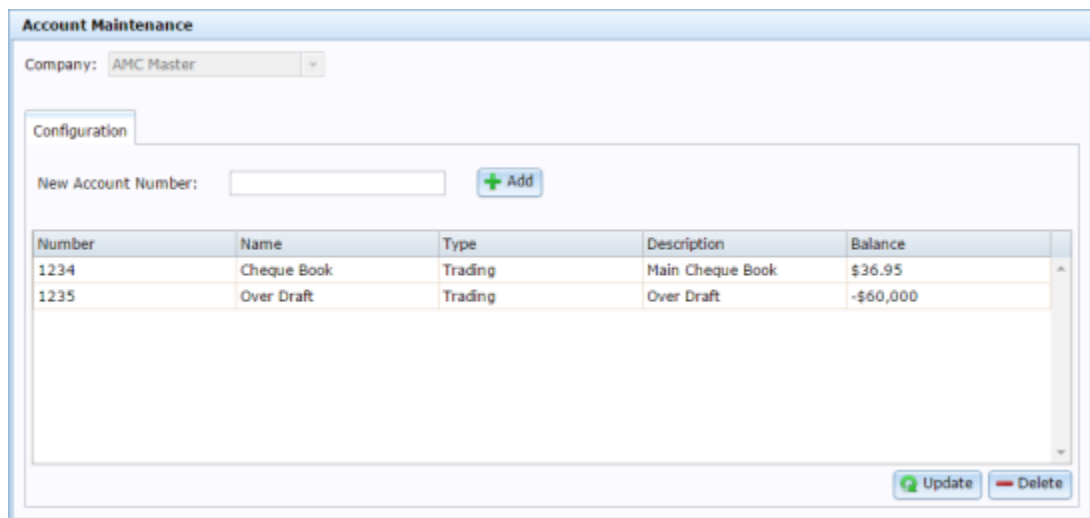 Account Maintenance
Company: AMC Master
Configuration
New Account Number: Add
Number Name Type Description Balance
1234 Cheque Book Trading Main Cheque Book $36.95
1235 Over Draft Trading Over Draft -$60,000
Update Delete